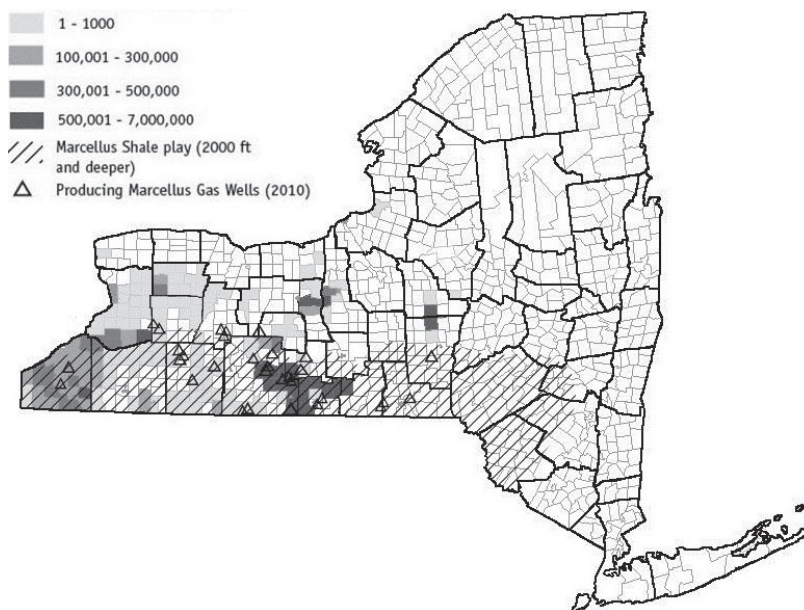 1 - 1000
100,001 - 300,000
300,001 - 500,000
500,001 - 7,000,000
Marcellus Shale play (2000 ft
and deeper)
Producing Marcellus Gas Wells (2010)